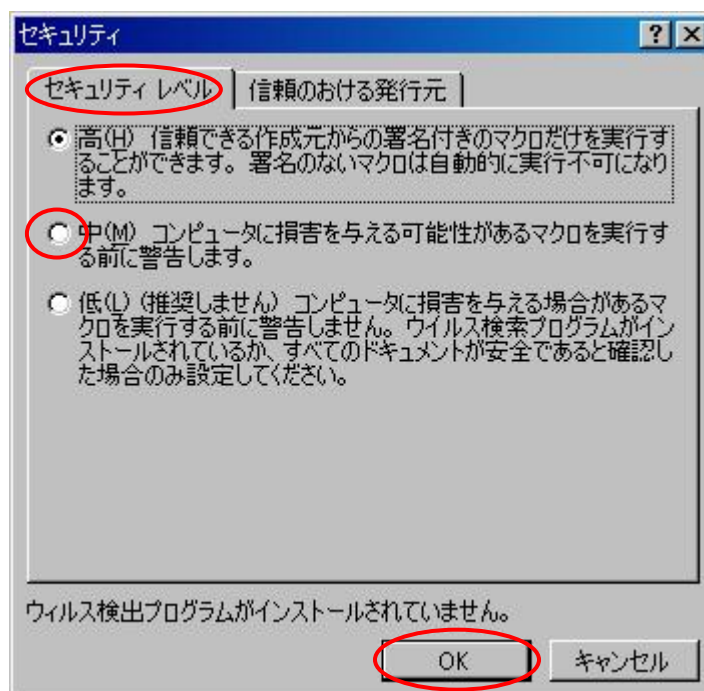 セキュリティ
セキュリティ レベル 信頼のおける発行元
高(H) 信頼できる作成元からの署名付きのマクロだけを実行す
ることができます。署名のないマクロは自動的に実行不可になり
ます。
中(M) コンピュータに損害を与える可能性があるマクロを実行す
る前に警告します。
低(L) (推奨しません) コンピュータに損害を与える場合があるマ
クロを実行する前に警告しません。ウイルス検索プログラムがイン
ストールされているか、すべてのドキュメントが安全であると確認し
た場合のみ設定してください。
ウィルス検出プログラムがインストールされていません。
OK キャンセル